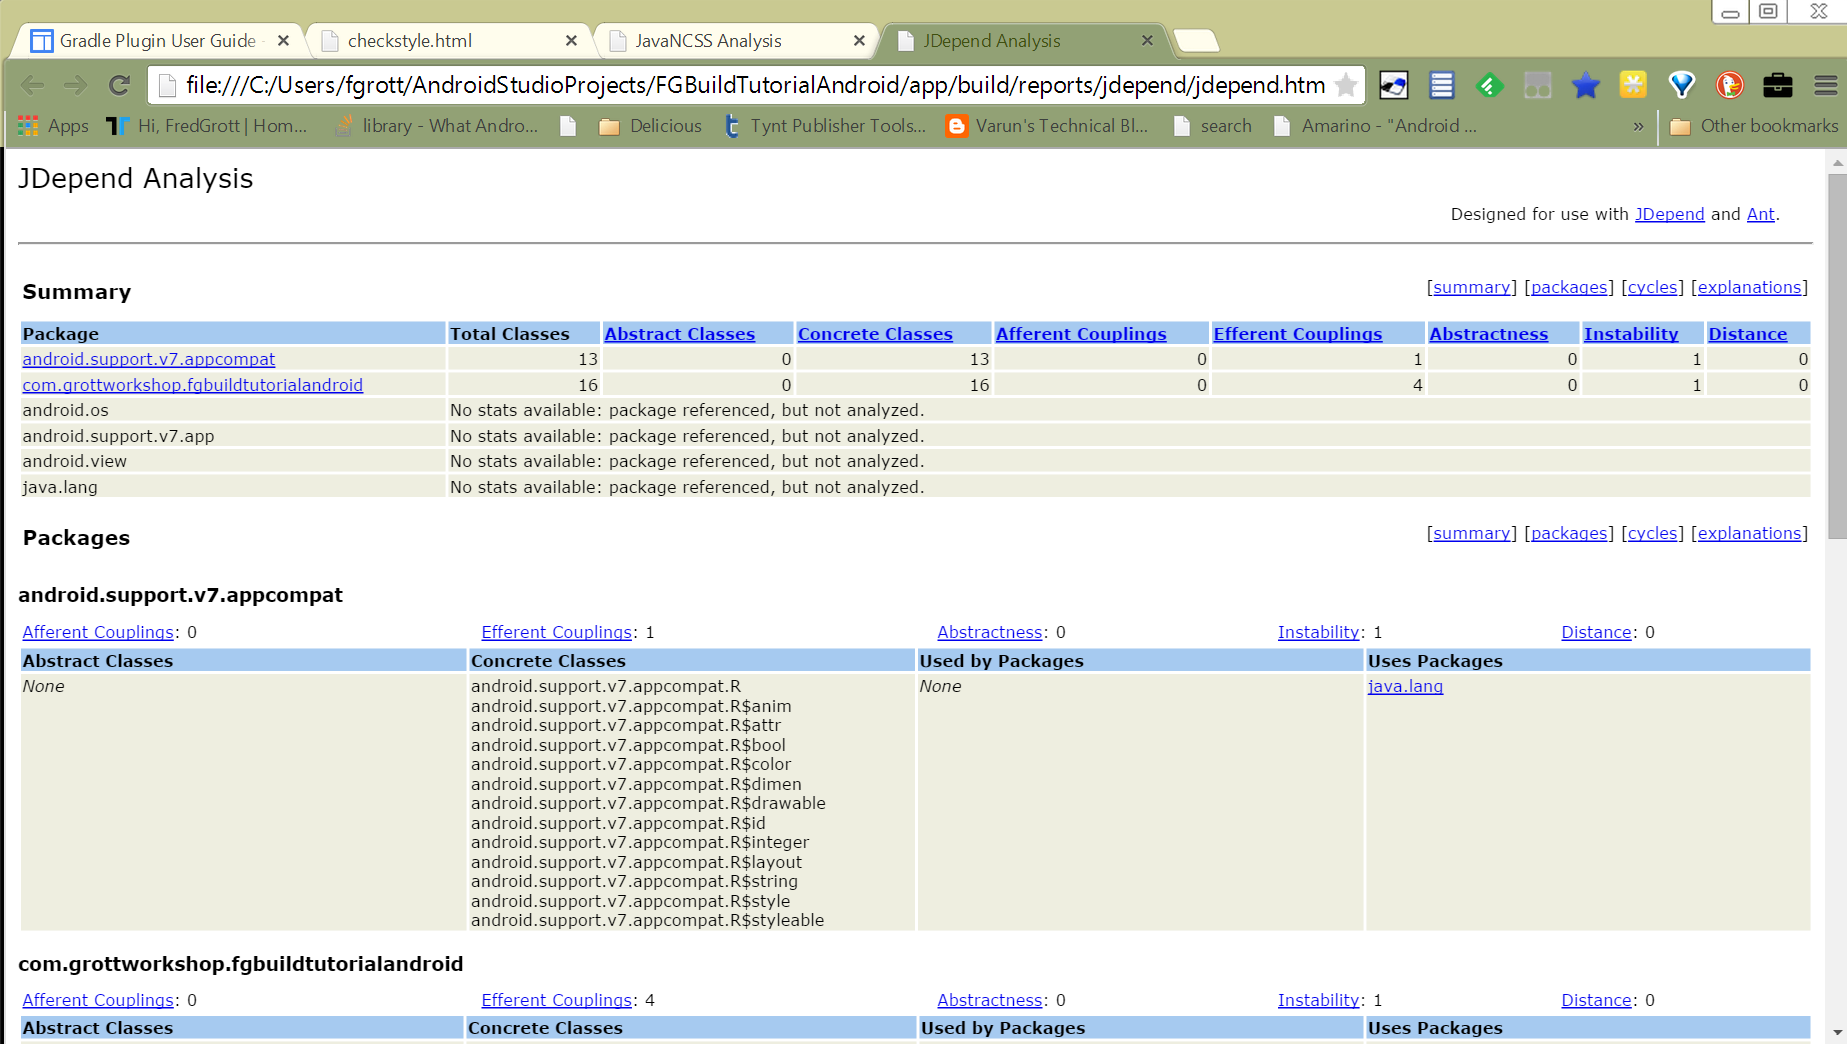 Gradle Plugin User Guide - checkstyle.html JavaNCSS Analysis JDepend Analysis
file:///C:/Users/fgrott/AndroidStudioProjects/FGBuildTutorialAndroid/app/build/reports/jdepend/jdepend.htm
Apps Hi, FredGrott | Hom... library - What Andro... Delicious Tynt Publisher Tools... Varun's Technical Bl... search Amarino - "Android ... » Other bookmarks
JDepend Analysis
Designed for use with JDepend and Ant.
Summary [summary] [packages] [cycles] [explanations]
Package Total Classes Abstract Classes Concrete Classes Afferent Couplings Efferent Couplings Abstractness Instability Distance
android.support.v7.appcompat 13 0 13 0 1 0 1 0
com.grottworkshop.fgbuildtutorialandroid 16 0 16 0 4 0 1 0
android.os No stats available: package referenced, but not analyzed.
android.support.v7.app No stats available: package referenced, but not analyzed.
android.view No stats available: package referenced, but not analyzed.
java.lang No stats available: package referenced, but not analyzed.
Packages [summary] [packages] [cycles] [explanations]
android.support.v7.appcompat
Afferent Couplings: 0 Efferent Couplings: 1 Abstractness: 0 Instability: 1 Distance: 0
Abstract Classes Concrete Classes Used by Packages Uses Packages
None android.support.v7.appcompat.R None java.lang
android.support.v7.appcompat.R$anim
android.support.v7.appcompat.R$attr
android.support.v7.appcompat.R$bool
android.support.v7.appcompat.R$color
android.support.v7.appcompat.R$dimen
android.support.v7.appcompat.R$drawable
android.support.v7.appcompat.R$id
android.support.v7.appcompat.R$integer
android.support.v7.appcompat.R$layout
android.support.v7.appcompat.R$string
android.support.v7.appcompat.R$style
android.support.v7.appcompat.R$styleable
com.grottworkshop.fgbuildtutorialandroid
Afferent Couplings: 0 Efferent Couplings: 4 Abstractness: 0 Instability: 1 Distance: 0
Abstract Classes Concrete Classes Used by Packages Uses Packages